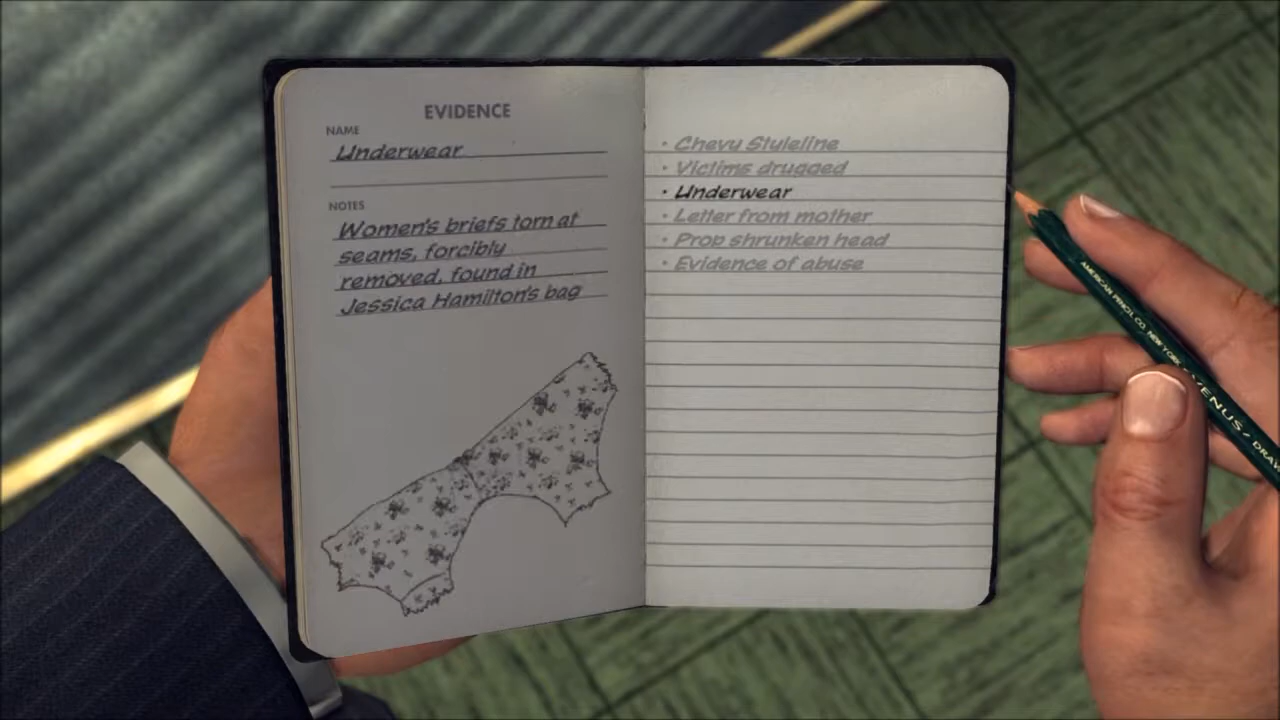 EVIDENCE
NAME
Underwear
NOTES
Women's briefs torn at
seams, forcibly
removed, found in
Jessica Hamilton's bag
• Chevy Styleline
• Victims drugged
• Underwear
• Letter from mother
• Prop shrunken head
• Evidence of abuse
AMERICAN PENCIL CO. NEW YORK VENUS / DRAW